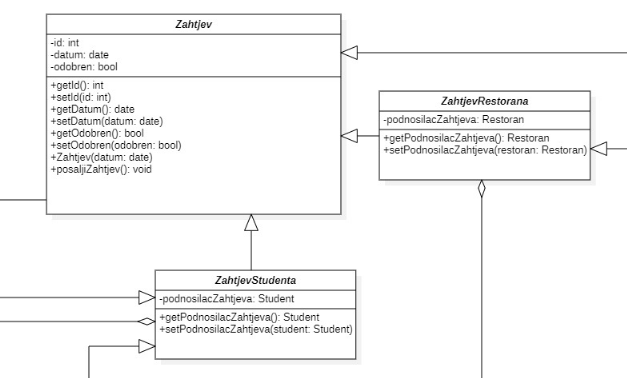 Zahtjev
-id: int
-datum: date
-odobren: bool
+getId(): int
+setId(id: int)
+getDatum(): date
+setDatum(datum: date)
+getOdobren(): bool
+setOdobren(odobren: bool)
+Zahtjev(datum: date)
+posaljiZahtjev(): void
ZahtjevRestorana
-podnosilacZahtjeva: Restoran
+getPodnosilacZahtjeva(): Restoran
+setPodnosilacZahtjeva(restoran: Restoran)
ZahtjevStudenta
-podnosilacZahtjeva: Student
+getPodnosilacZahtjeva(): Student
+setPodnosilacZahtjeva(student: Student)